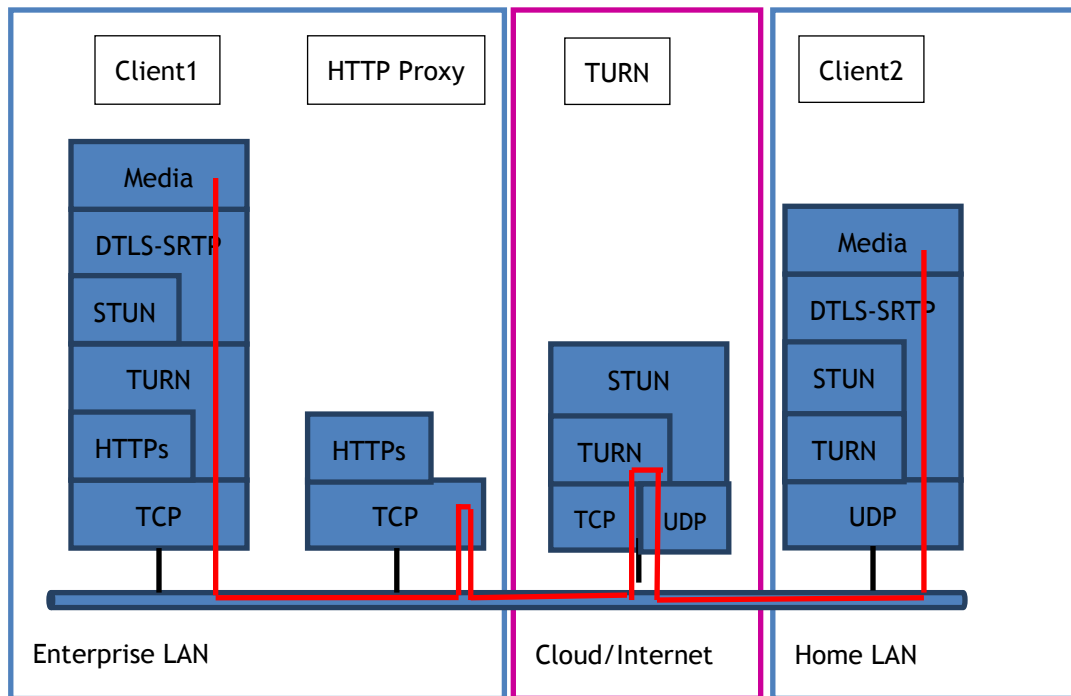 Client1
HTTP Proxy
TURN
Client2
Media
DTLS-SRTP
STUN
TURN
HTTPs
TCP
HTTPs
TCP
STUN
TURN
TCP
UDP
Media
DTLS-SRTP
STUN
TURN
UDP
Enterprise LAN
Cloud/Internet
Home LAN